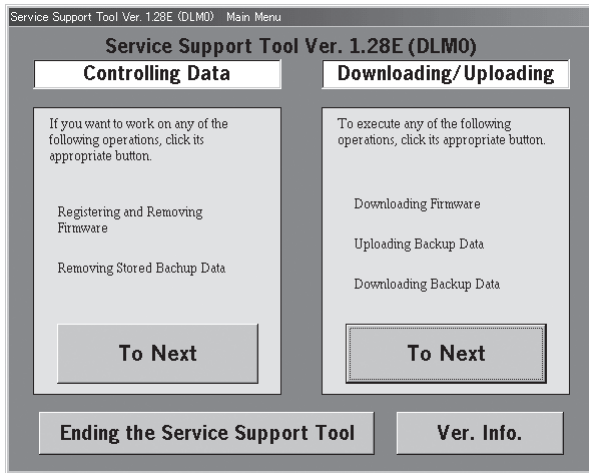 Service Support Tool Ver. 1.28E (DLM0) Main Menu
Service Support Tool Ver. 1.28E (DLM0)
Controlling Data
If you want to work on any of the
following operations, click its
appropriate button.
Registering and Removing
Firmware
Removing Stored Bachup Data
To Next
Downloading/Uploading
To execute any of the following
operations, click its appropriate button.
Downloading Firmware
Uploading Backup Data
Downloading Backup Data
To Next
Ending the Service Support Tool
Ver. Info.